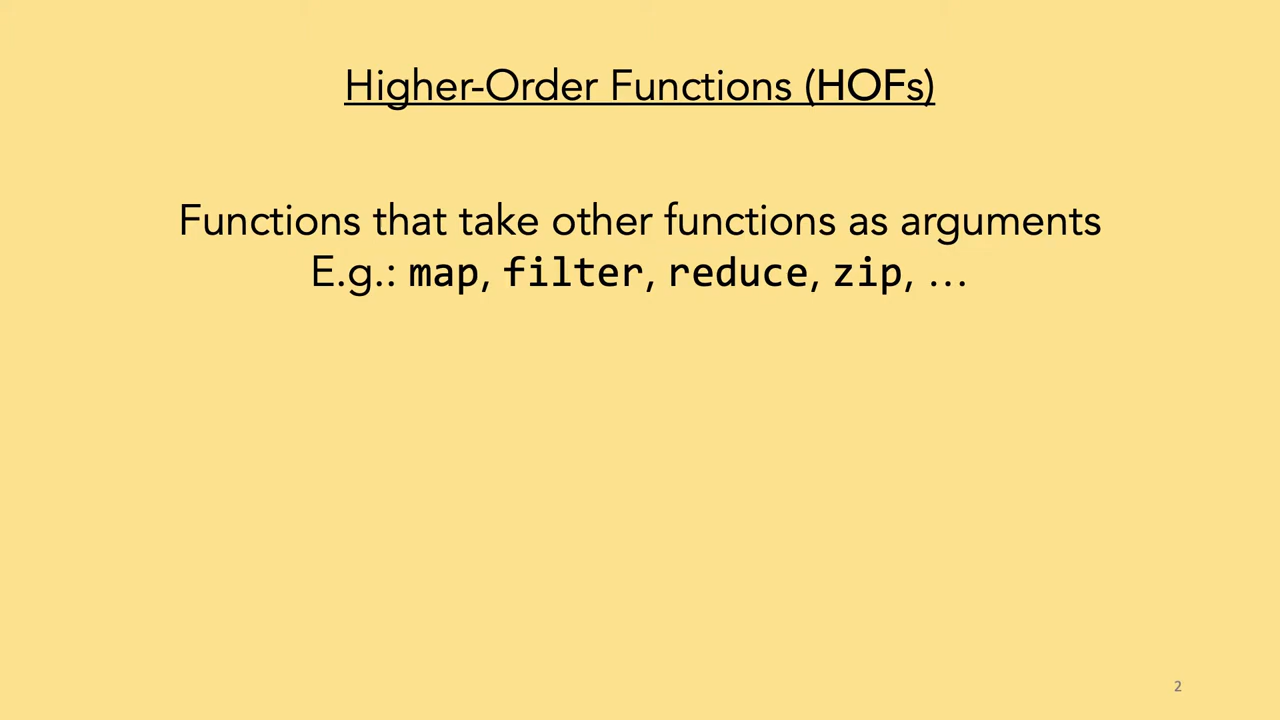 Higher-Order Functions (HOFs)
Functions that take other functions as arguments
E.g.: map, filter, reduce, zip, …
2